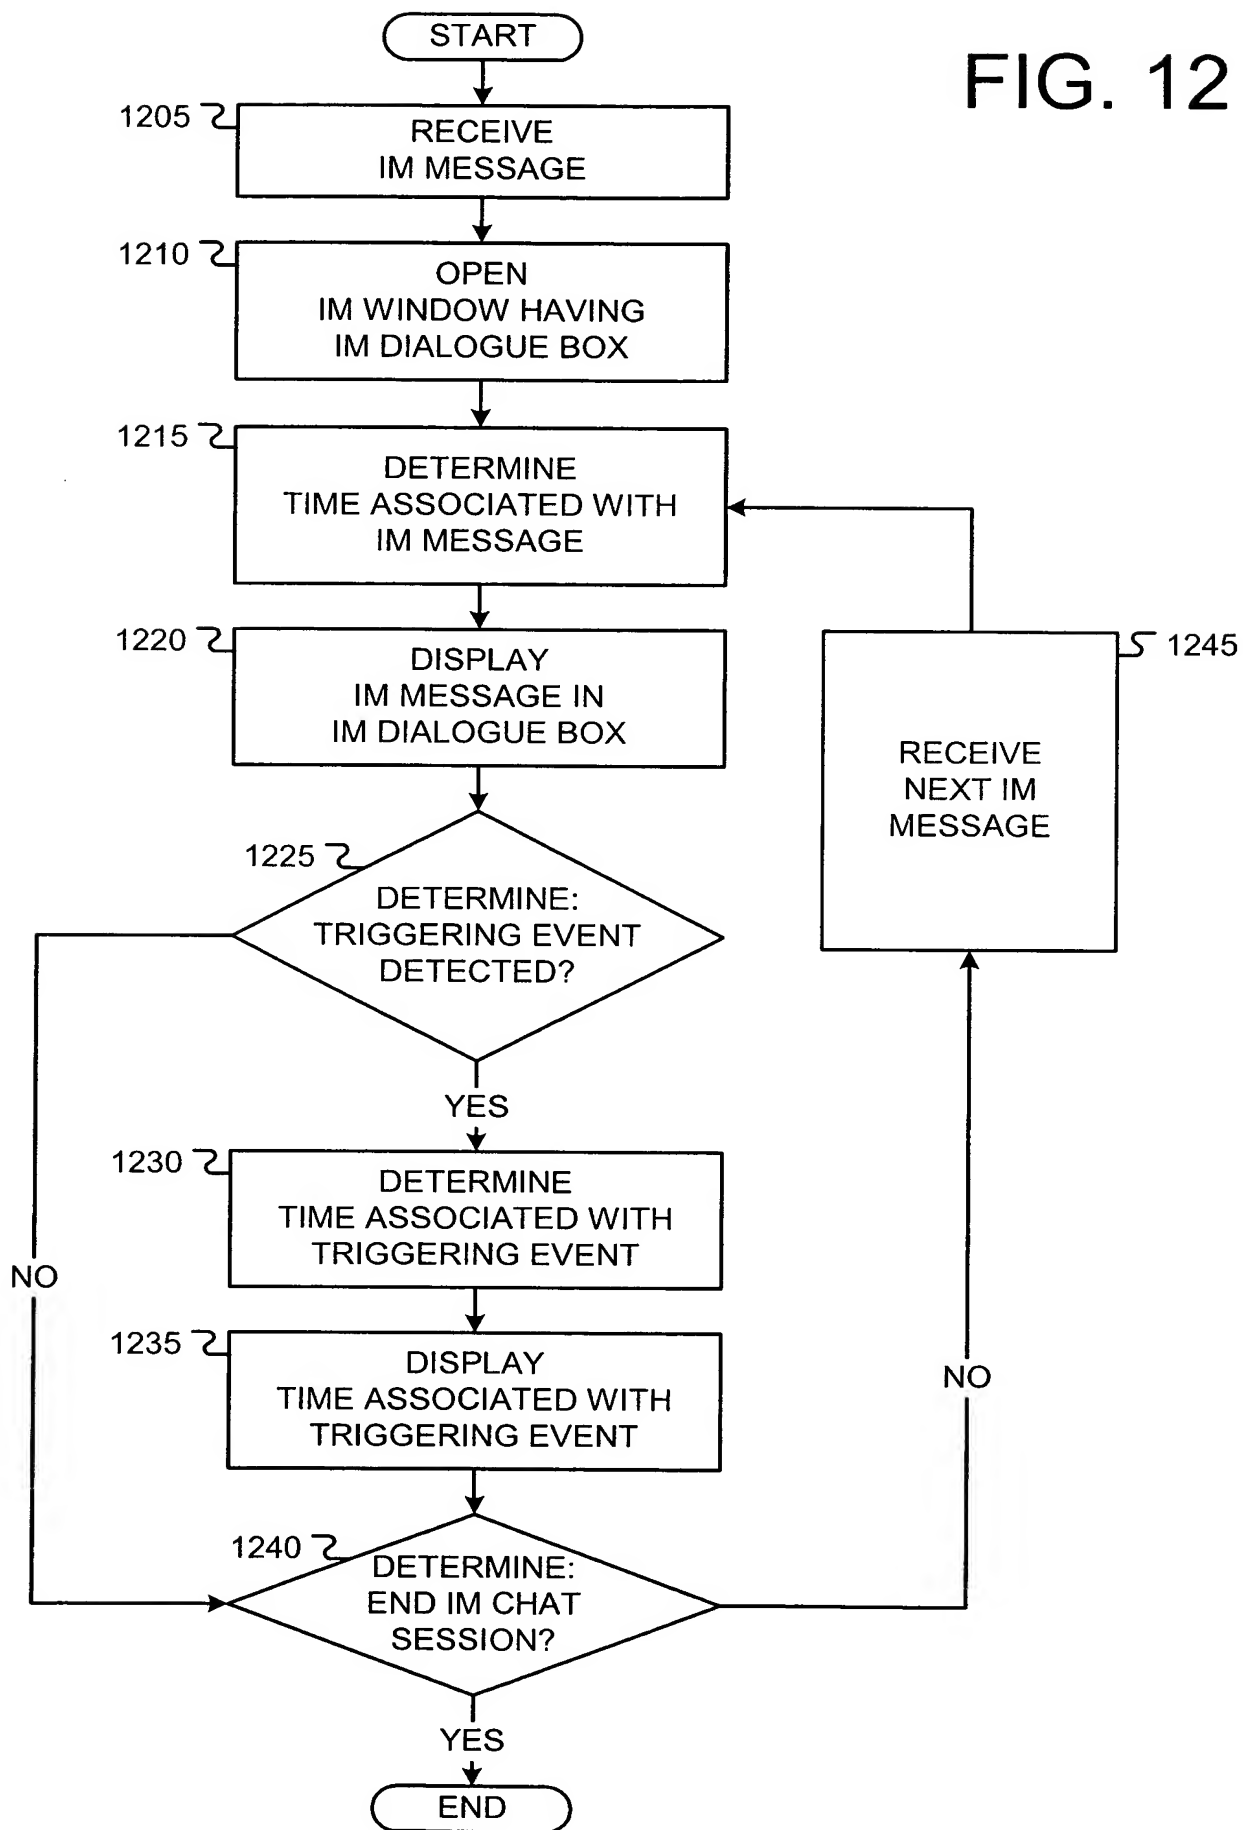 START
FIG. 12
1205
RECEIVE
IM MESSAGE
1210
OPEN
IM WINDOW HAVING
IM DIALOGUE BOX
1215
DETERMINE
TIME ASSOCIATED WITH
IM MESSAGE
1220
DISPLAY
IM MESSAGE IN
IM DIALOGUE BOX
1245
RECEIVE
NEXT IM
MESSAGE
1225
DETERMINE:
TRIGGERING EVENT
DETECTED?
YES
1230
DETERMINE
TIME ASSOCIATED WITH
TRIGGERING EVENT
NO
1235
DISPLAY
TIME ASSOCIATED WITH
TRIGGERING EVENT
NO
1240
DETERMINE:
END IM CHAT
SESSION?
YES
END